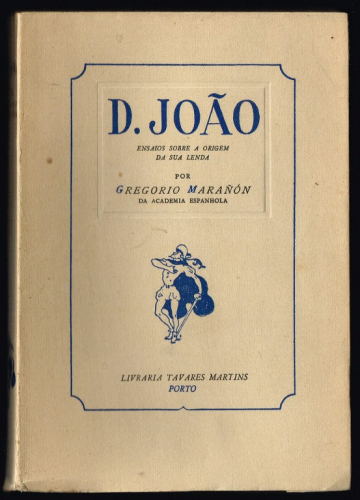 D. JOÃO
ENSAIOS SOBRE A ORIGEM
DA SUA LENDA
POR
GREGORIO MARAÑÓN
DA ACADEMIA ESPANHOLA
LIVRARIA TAVARES MARTINS
PORTO